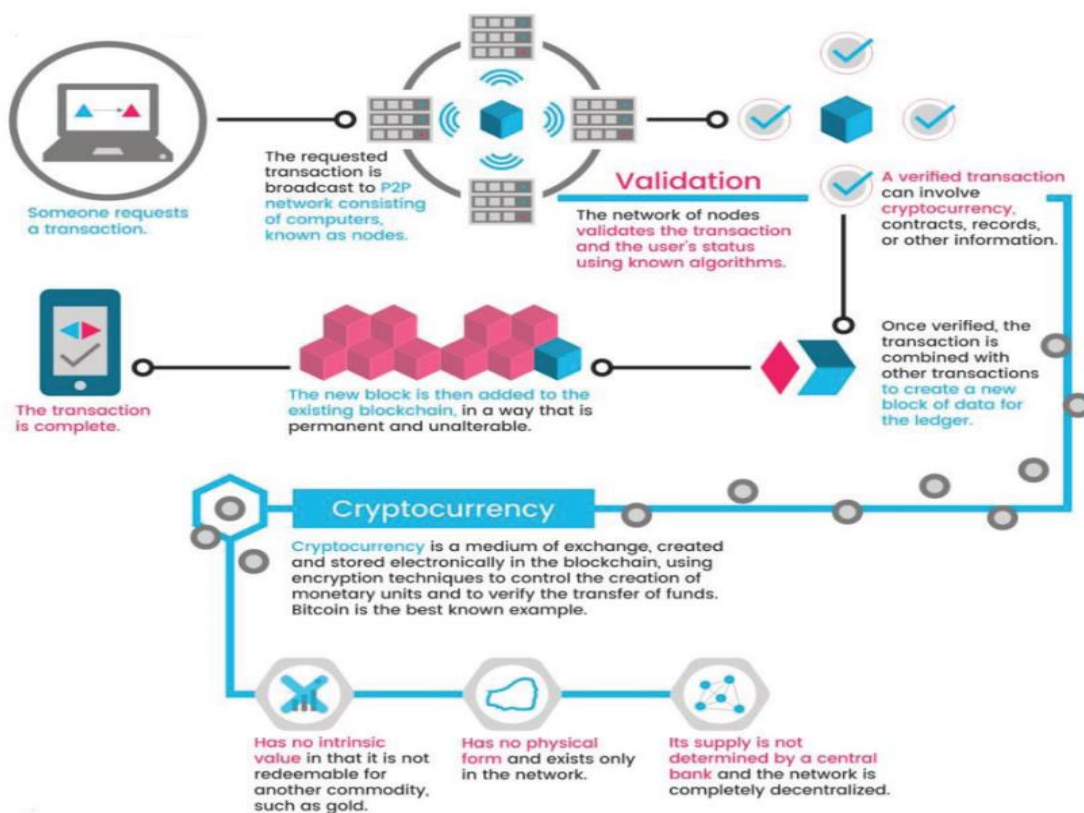 Someone requests
a transaction.
The requested
transaction is
broadcast to P2P
network consisting
of computers,
known as nodes.
Validation
The network of nodes
validates the transaction
and the user's status
using known algorithms.
A verified transaction
can involve
cryptocurrency,
contracts, records,
or other information.
Once verified, the
transaction is
combined with
other transactions
to create a new
block of data for
the ledger.
The new block is then added to the
existing blockchain, in a way that is
permanent and unalterable.
The transaction
is complete.
Cryptocurrency
Cryptocurrency is a medium of exchange, created
and stored electronically in the blockchain, using
encryption techniques to control the creation of
monetary units and to verify the transfer of funds.
Bitcoin is the best known example.
Has no intrinsic
value in that it is not
redeemable for
another commodity,
such as gold.
Has no physical
form and exists only
in the network.
Its supply is not
determined by a central
bank and the network is
completely decentralized.